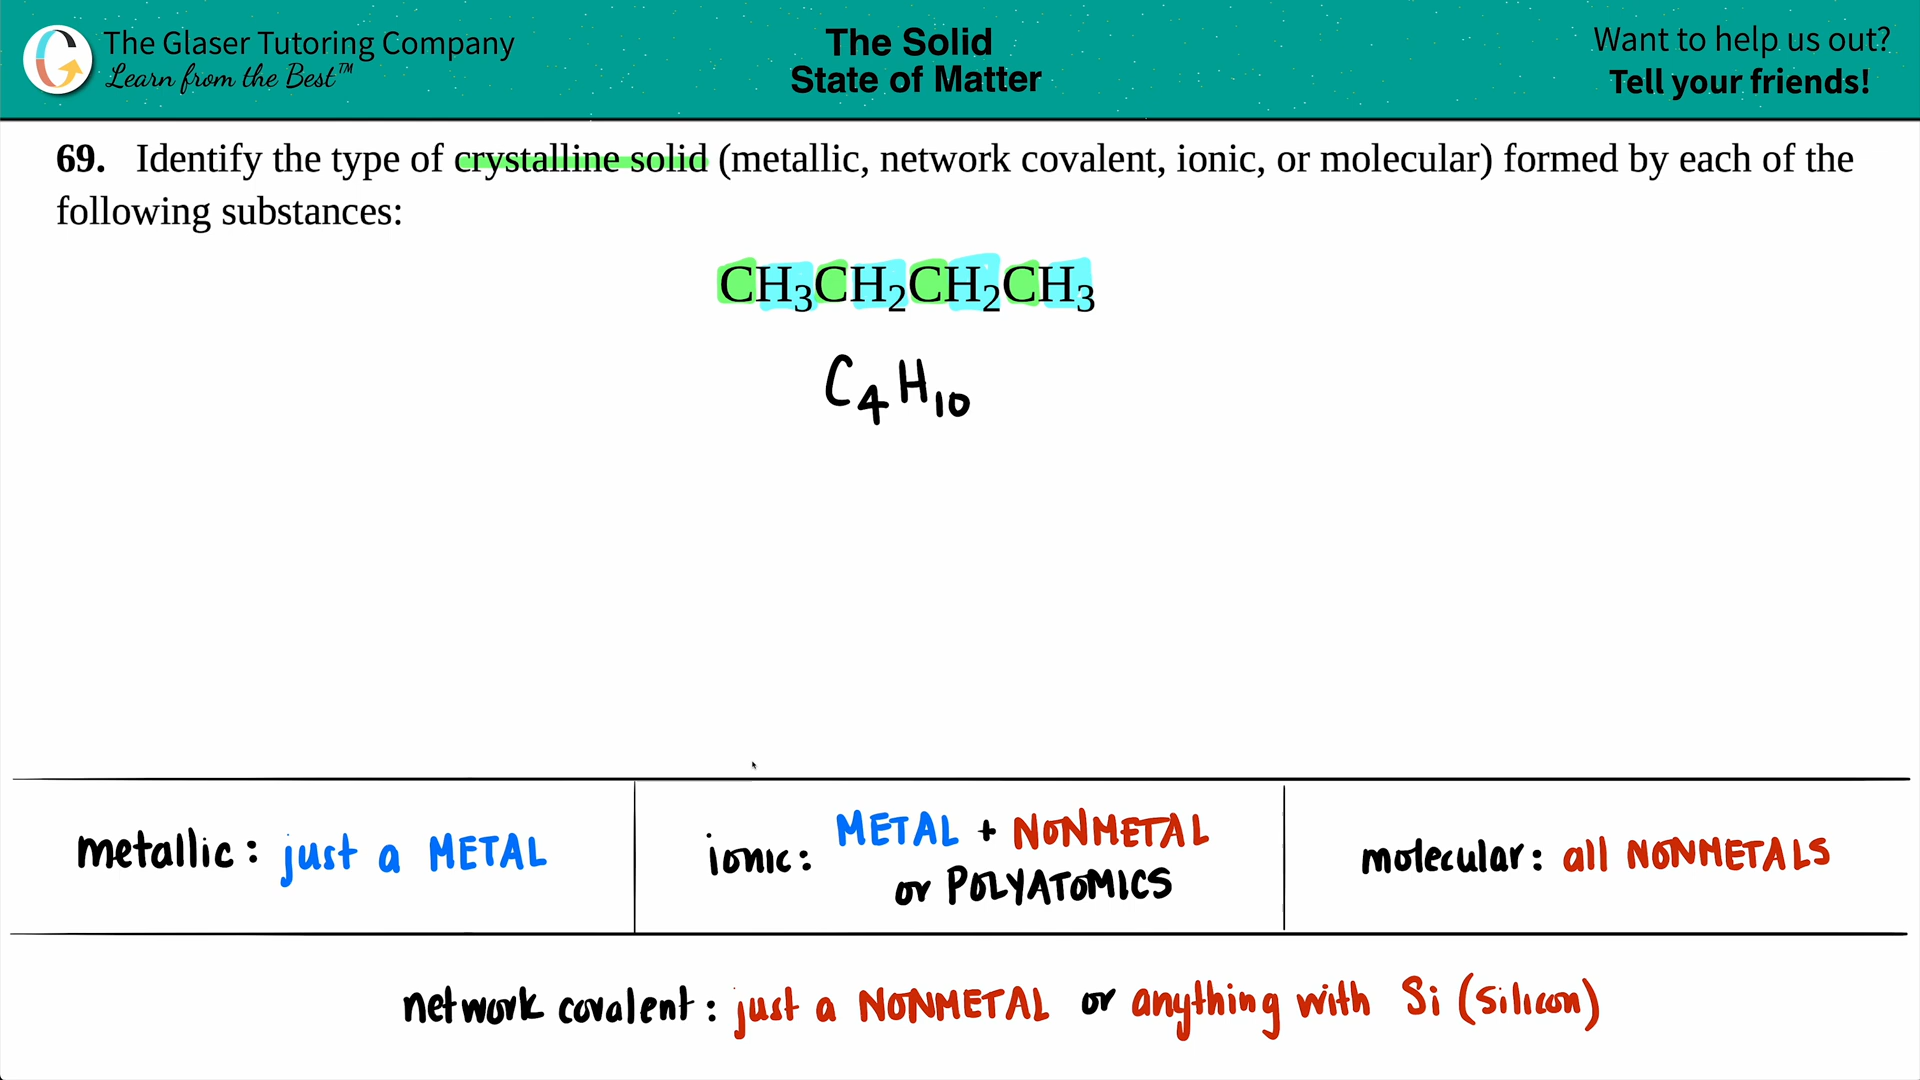 The Glaser Tutoring Company
Learn from the Best™
The Solid
State of Matter
Want to help us out?
Tell your friends!
69. Identify the type of crystalline solid (metallic, network covalent, ionic, or molecular) formed by each of the
following substances:
CH₃CH₂CH₂CH₃
C₄H₁₀
metallic: just a METAL
ionic: METAL + NONMETAL
or POLYATOMICS
molecular: all NONMETALS
network covalent: just a NONMETAL or anything with Si (silicon)